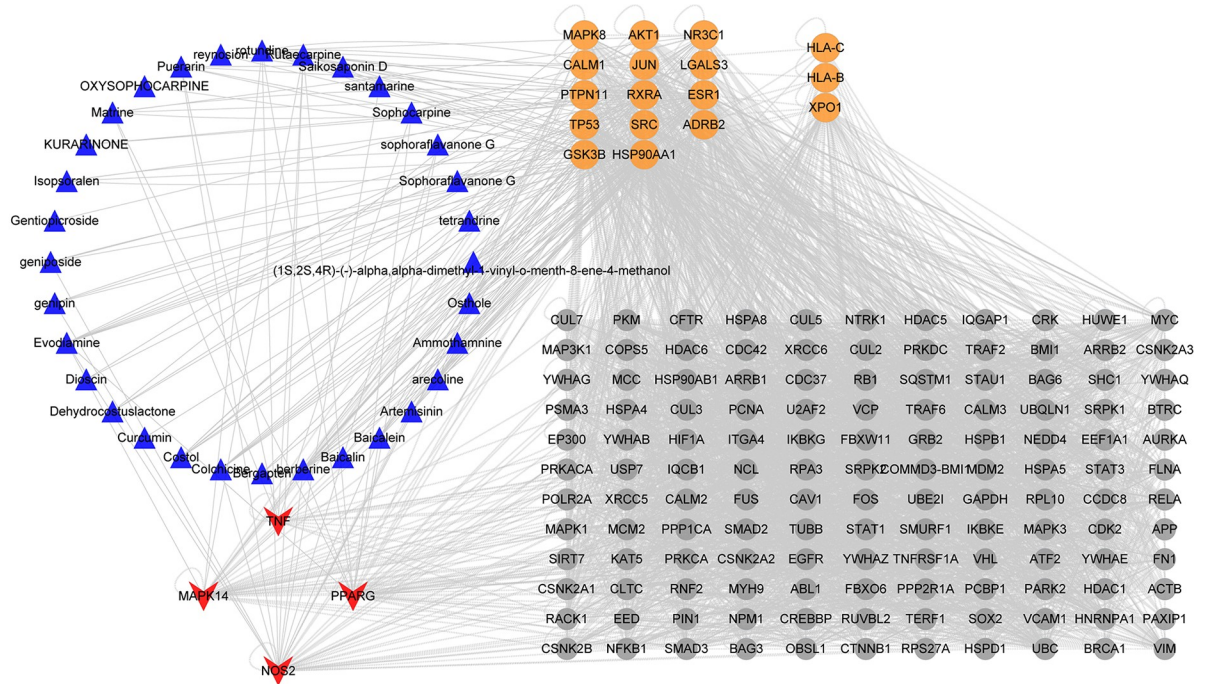 rotundine
reynosion
Rutaecarpine
Puerarin
Saikosaponin D
OXYSOPHOCARPINE
santamarine
Matrine
Sophocarpine
KURARINONE
sophoraflavanone G
Isopsoralen
Sophoraflavanone G
Gentiopicroside
tetrandrine
geniposide
(1S,2S,4R)-(-)-alpha,alpha-dimethyl-1-vinyl-o-menth-8-ene-4-methanol
genipin
Osthole
Evodiamine
Ammothamnine
Dioscin
arecoline
Dehydrocostuslactone
Artemisinin
Curcumin
Baicalein
Costol
Baicalin
Colchicine
Bergapten
berberine
TNF
MAPK14
PPARG
NOS2
MAPK8 AKT1 NR3C1
CALM1 JUN LGALS3
PTPN11 RXRA ESR1
TP53 SRC ADRB2
GSK3B HSP90AA1
HLA-C
HLA-B
XPO1
CUL7 PKM CFTR HSPA8 CUL5 NTRK1 HDAC5 IQGAP1 CRK HUWE1 MYC
MAP3K1 COPS5 HDAC6 CDC42 XRCC6 CUL2 PRKDC TRAF2 BMI1 ARRB2 CSNK2A3
YWHAG MCC HSP90AB1 ARRB1 CDC37 RB1 SQSTM1 STAU1 BAG6 SHC1 YWHAQ
PSMA3 HSPA4 CUL3 PCNA U2AF2 VCP TRAF6 CALM3 UBQLN1 SRPK1 BTRC
EP300 YWHAB HIF1A ITGA4 IKBKG FBXW11 GRB2 HSPB1 NEDD4 EEF1A1 AURKA
PRKACA USP7 IQCB1 NCL RPA3 SRPK2 COMMD3-BMI1 MDM2 HSPA5 STAT3 FLNA
POLR2A XRCC5 CALM2 FUS CAV1 FOS UBE2I GAPDH RPL10 CCDC8 RELA
MAPK1 MCM2 PPP1CA SMAD2 TUBB STAT1 SMURF1 IKBKE MAPK3 CDK2 APP
SIRT7 KAT5 PRKCA CSNK2A2 EGFR YWHAZ TNFRSF1A VHL ATF2 YWHAE FN1
CSNK2A1 CLTC RNF2 MYH9 ABL1 FBXO6 PPP2R1A PCBP1 PARK2 HDAC1 ACTB
RACK1 EED PIN1 NPM1 CREBBP RUVBL2 TERF1 SOX2 VCAM1 HNRNPA1 PAXIP1
CSNK2B NFKB1 SMAD3 BAG3 OBSL1 CTNNB1 RPS27A HSPD1 UBC BRCA1 VIM